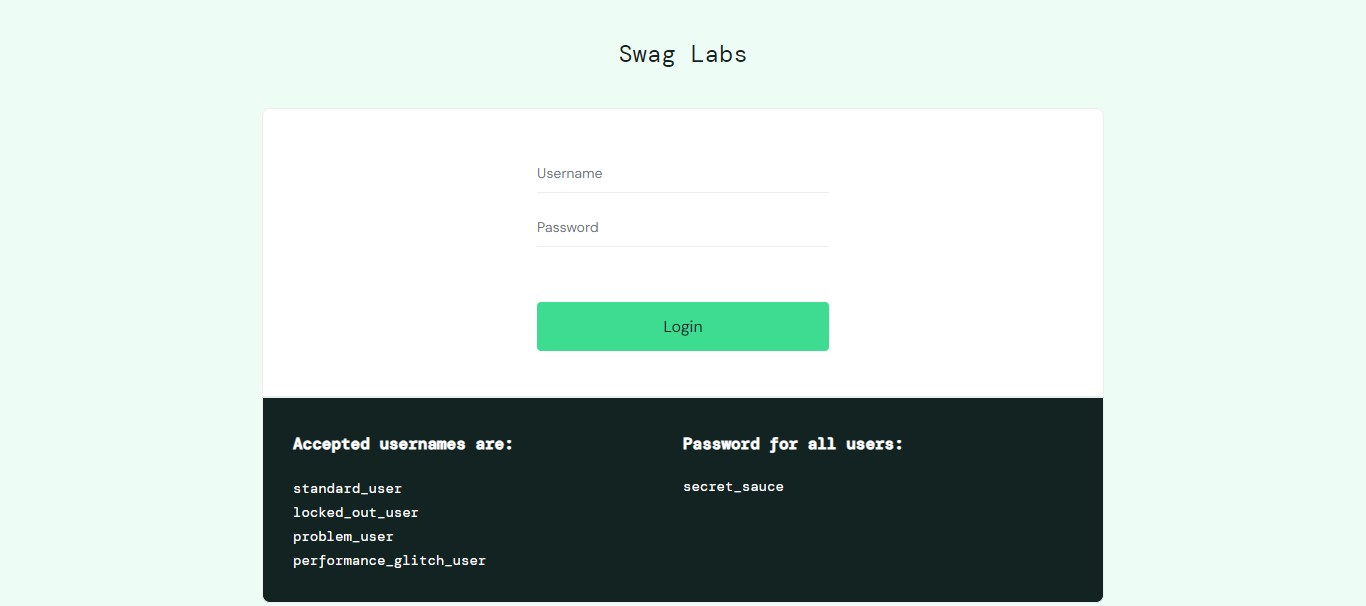 Swag Labs
Username
Password
Login
Accepted usernames are:
standard_user
locked_out_user
problem_user
performance_glitch_user
Password for all users:
secret_sauce